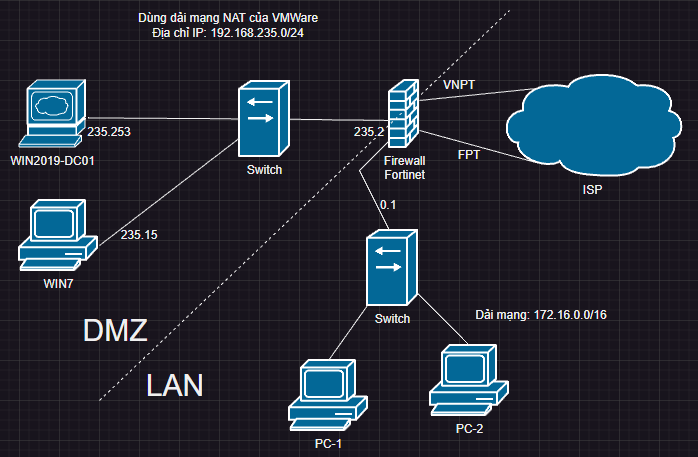 Dùng dải mạng NAT của VMWare
Địa chỉ IP: 192.168.235.0/24
VNPT
235.253
235.2
WIN2019-DC01
Switch
Firewall
Fortinet
FPT
ISP
0.1
235.15
WIN7
Switch
Dải mạng: 172.16.0.0/16
DMZ
LAN
PC-1
PC-2